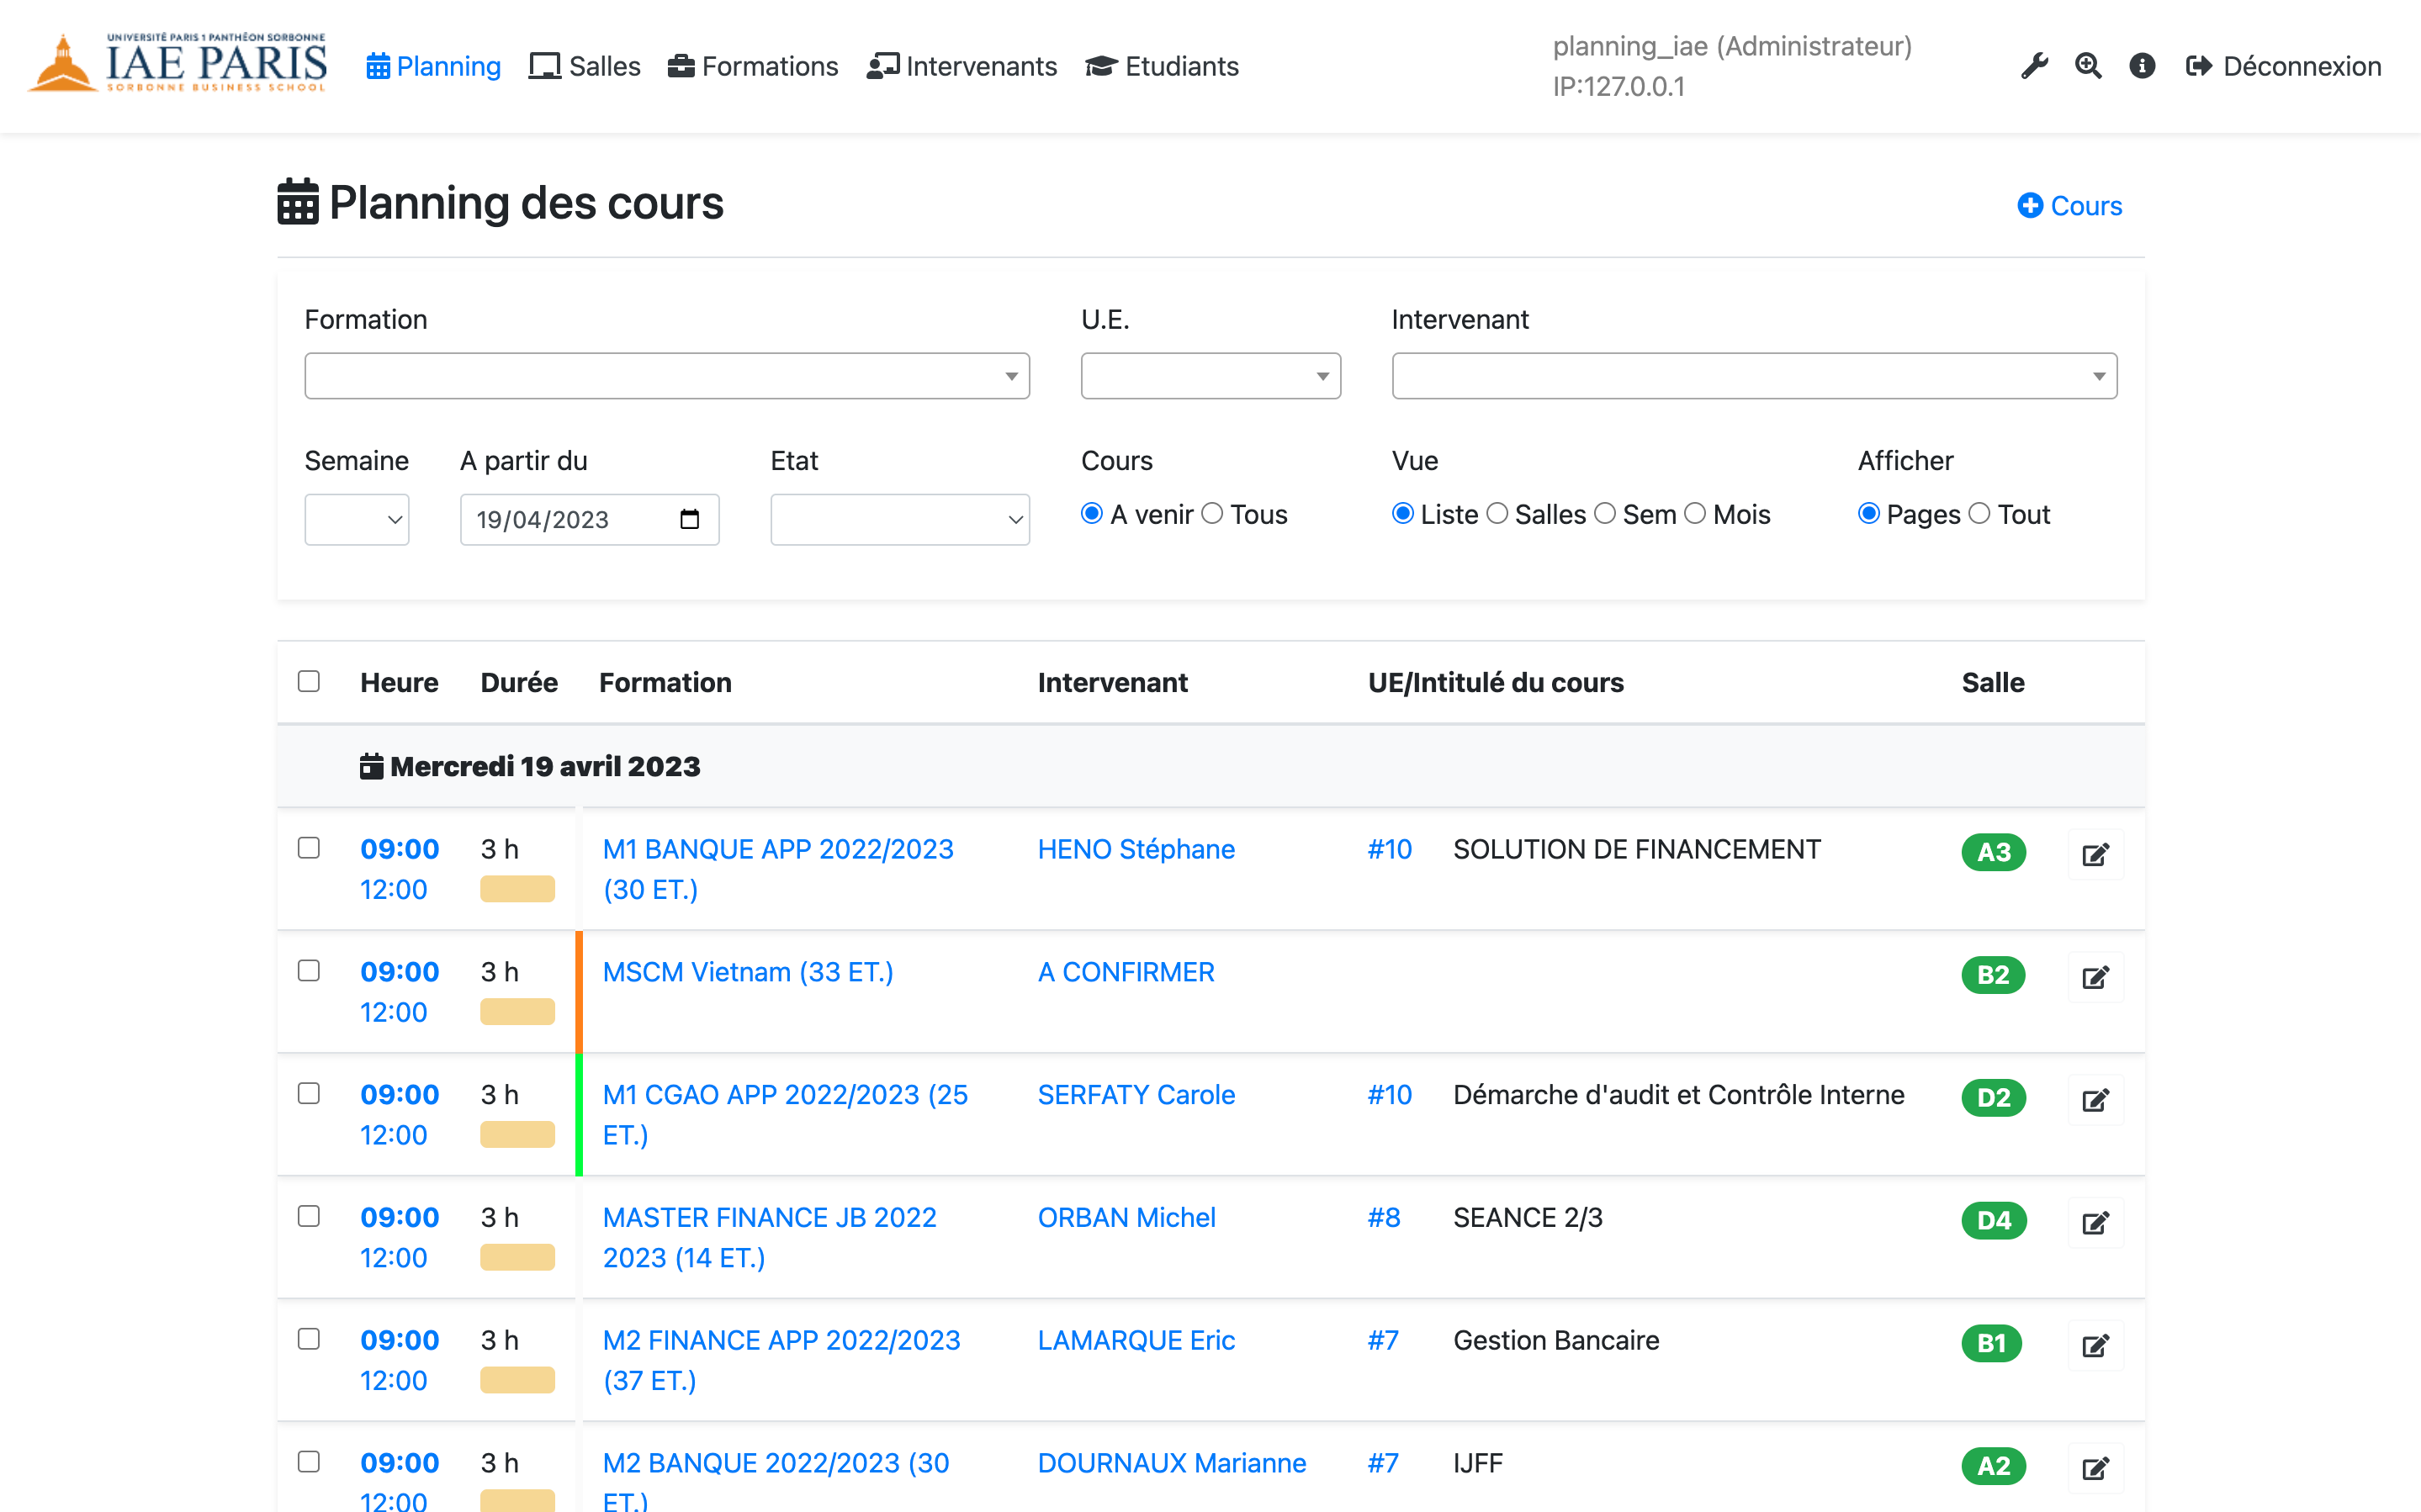 UNIVERSITÉ PARIS 1 PANTHÉON SORBONNE
IAE PARIS
SORBONNE BUSINESS SCHOOL
Planning Salles Formations Intervenants Etudiants
planning_iae (Administrateur)
IP:127.0.0.1
Déconnexion
Planning des cours
Cours
Formation U.E. Intervenant
Semaine A partir du Etat Cours Vue Afficher
19/04/2023 A venir Tous Liste Salles Sem Mois Pages Tout
Heure Durée Formation Intervenant UE/Intitulé du cours Salle
Mercredi 19 avril 2023
09:00 3 h M1 BANQUE APP 2022/2023 HENO Stéphane #10 SOLUTION DE FINANCEMENT A3
12:00 (30 ET.)
09:00 3 h MSCM Vietnam (33 ET.) A CONFIRMER B2
12:00
09:00 3 h M1 CGAO APP 2022/2023 (25 SERFATY Carole #10 Démarche d'audit et Contrôle Interne D2
12:00 ET.)
09:00 3 h MASTER FINANCE JB 2022 ORBAN Michel #8 SEANCE 2/3 D4
12:00 2023 (14 ET.)
09:00 3 h M2 FINANCE APP 2022/2023 LAMARQUE Eric #7 Gestion Bancaire B1
12:00 (37 ET.)
09:00 3 h M2 BANQUE 2022/2023 (30 DOURNAUX Marianne #7 IJFF A2
12:00 ET.)